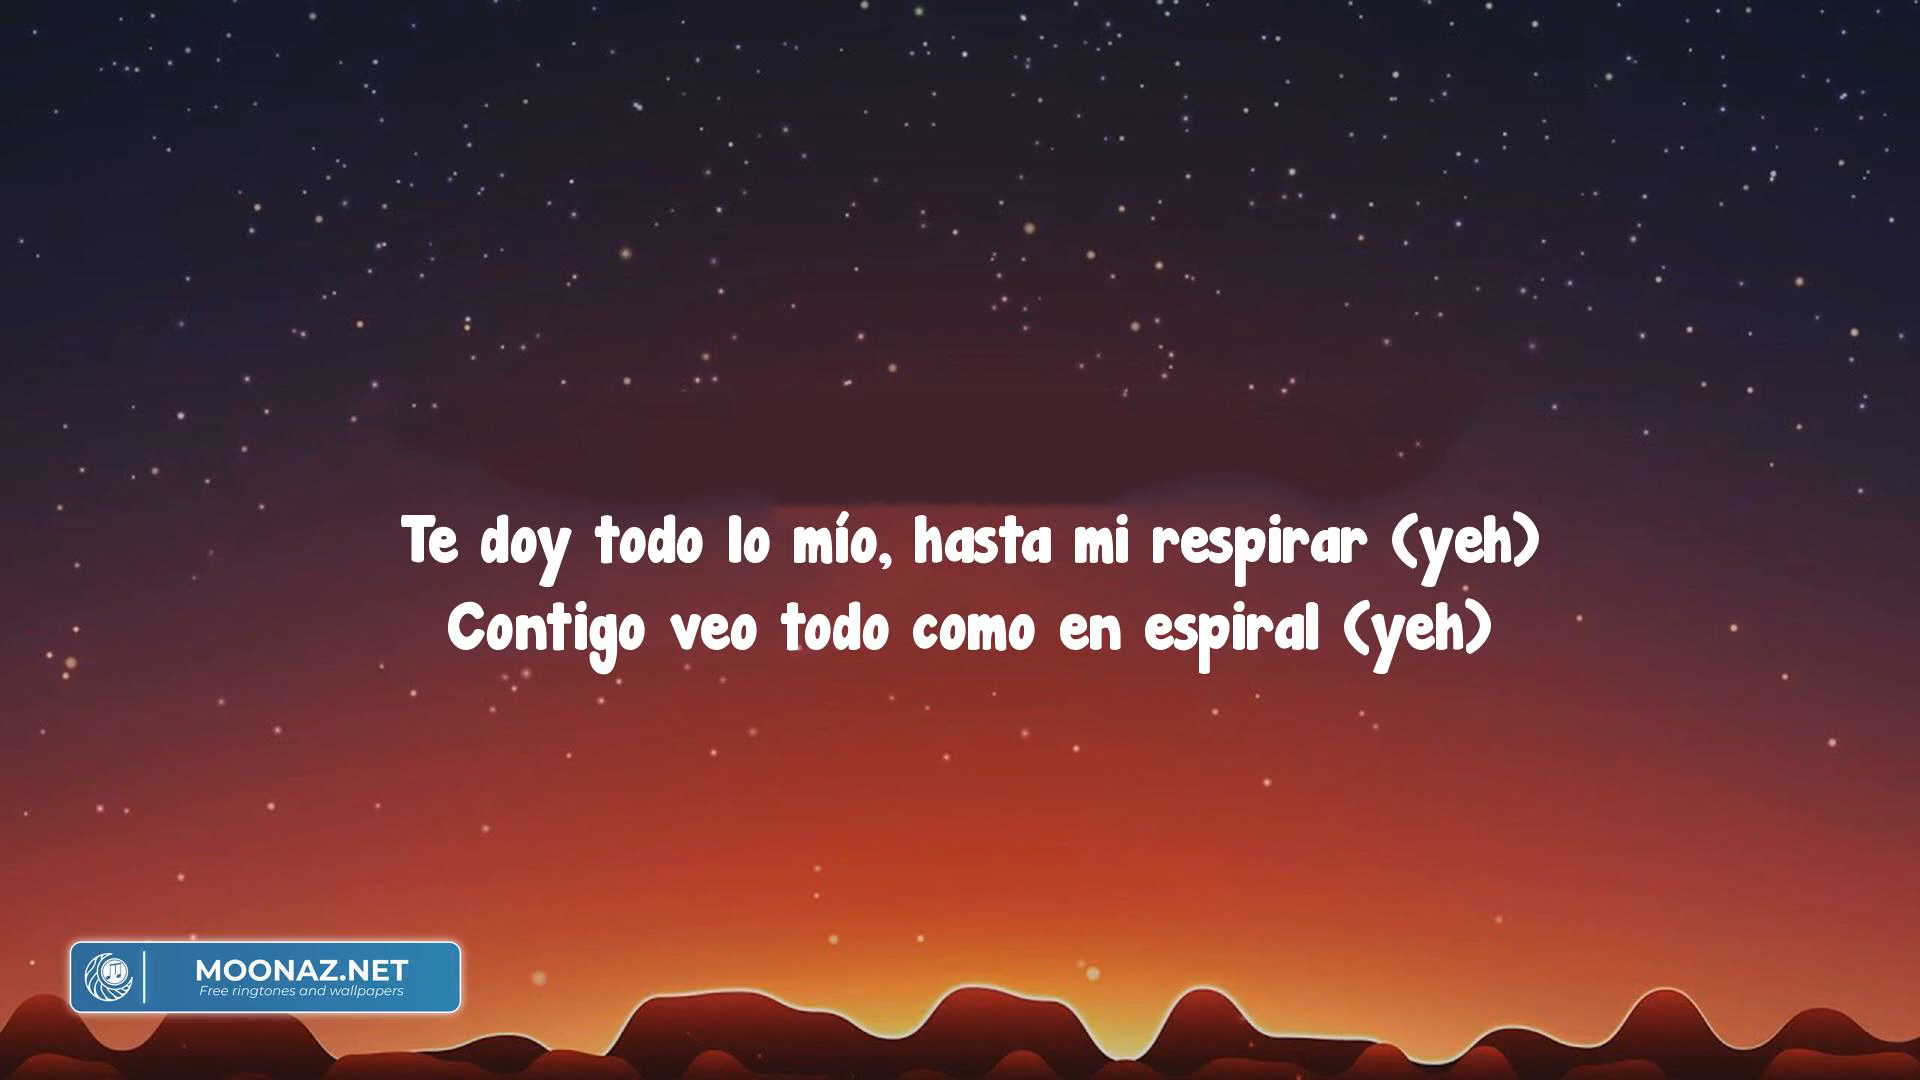 Te doy todo lo mío, hasta mi respirar (yeh)
Contigo veo todo como en espiral (yeh)
MOONAZ.NET
Free ringtones and wallpapers